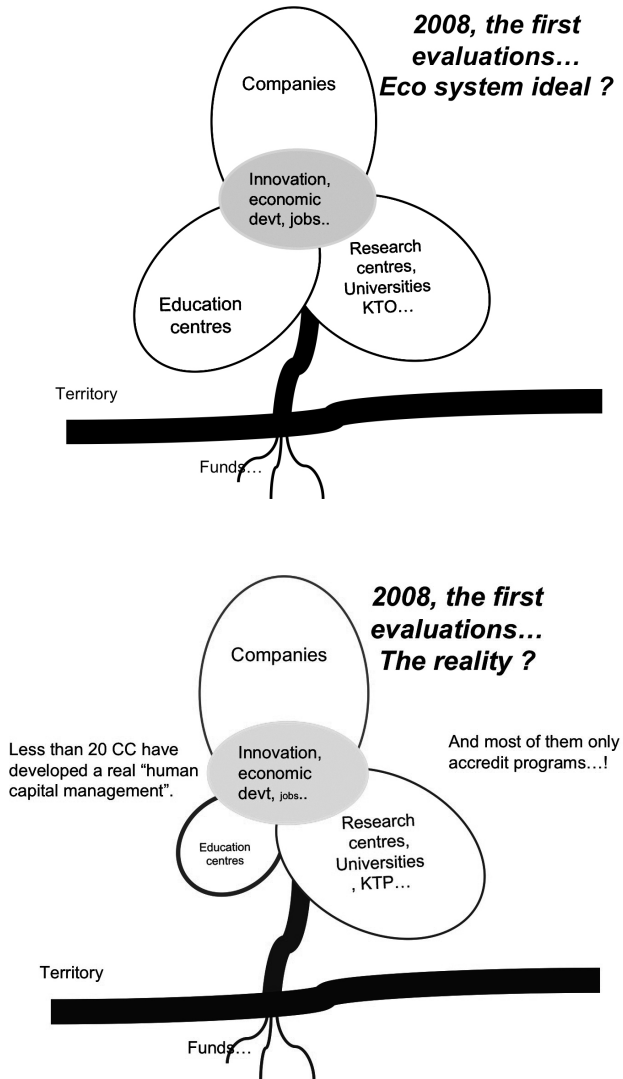 2008, the first
evaluations…
Eco system ideal ?
Companies
Innovation,
economic
devt, jobs..
Research
centres,
Universities
KTO…
Education
centres
Territory
Funds…
2008, the first
evaluations…
The reality ?
Companies
Less than 20 CC have
developed a real “human
capital management”.
And most of them only
accredit programs…!
Innovation,
economic
devt, jobs..
Research
centres,
Universities
, KTP…
Education
centres
Territory
Funds…